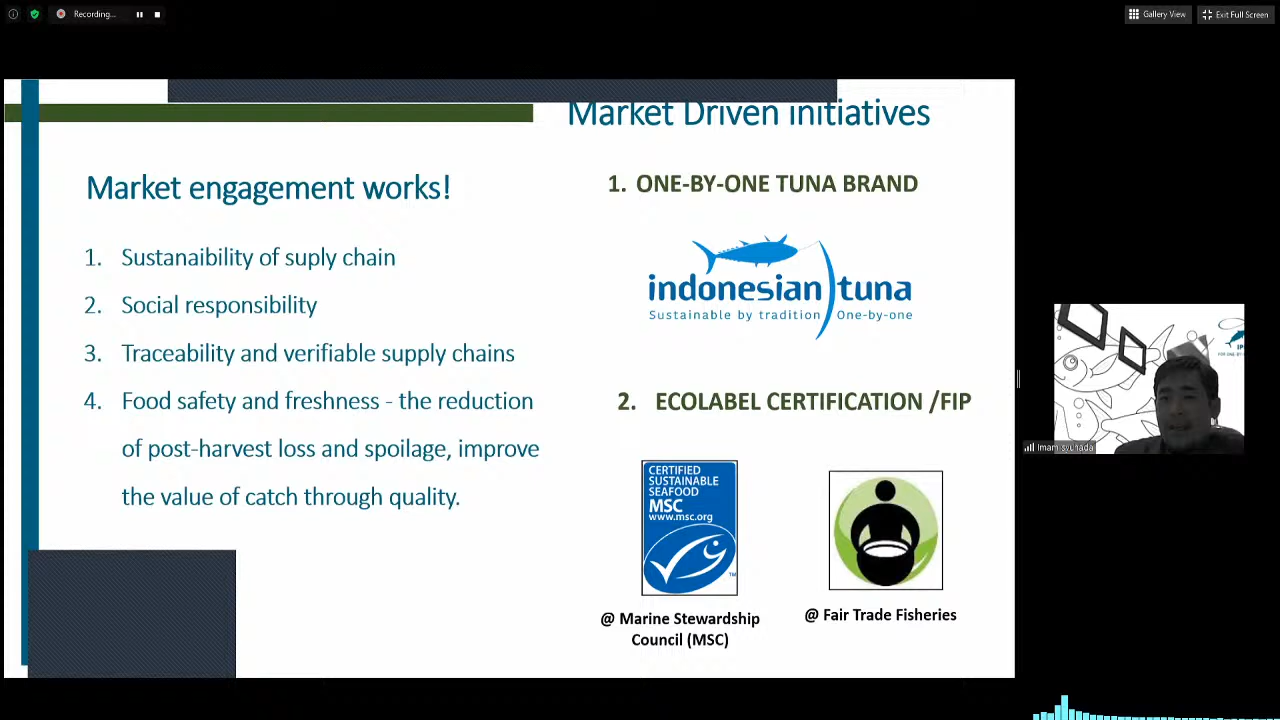 Recording...
Gallery View
Exit Full Screen
Market Driven initiatives
Market engagement works!
1. Sustanaibility of suply chain
2. Social responsibility
3. Traceability and verifiable supply chains
4. Food safety and freshness - the reduction
of post-harvest loss and spoilage, improve
the value of catch through quality.
1. ONE-BY-ONE TUNA BRAND
indonesian tuna
Sustainable by tradition One-by-one
2. ECOLABEL CERTIFICATION /FIP
CERTIFIED
SUSTAINABLE
SEAFOOD
MSC
www.msc.org
TM
@ Marine Stewardship
Council (MSC)
@ Fair Trade Fisheries
Imam syuhada